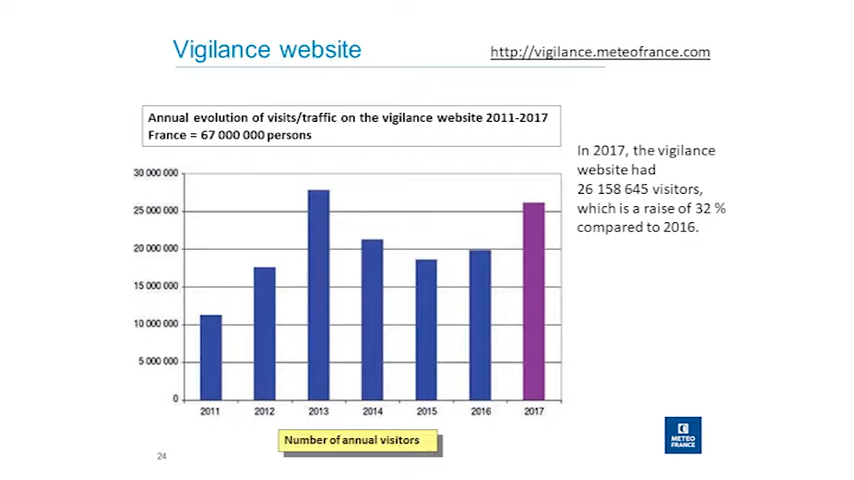 Vigilance website
http://vigilance.meteofrance.com
Annual evolution of visits/traffic on the vigilance website 2011-2017
France = 67 000 000 persons
In 2017, the vigilance
website had
26 158 645 visitors,
which is a raise of 32 %
compared to 2016.
30 000 000
25 000 000
20 000 000
15 000 000
10 000 000
5 000 000
0
2011 2012 2013 2014 2015 2016 2017
Number of annual visitors
METEO
FRANCE
24